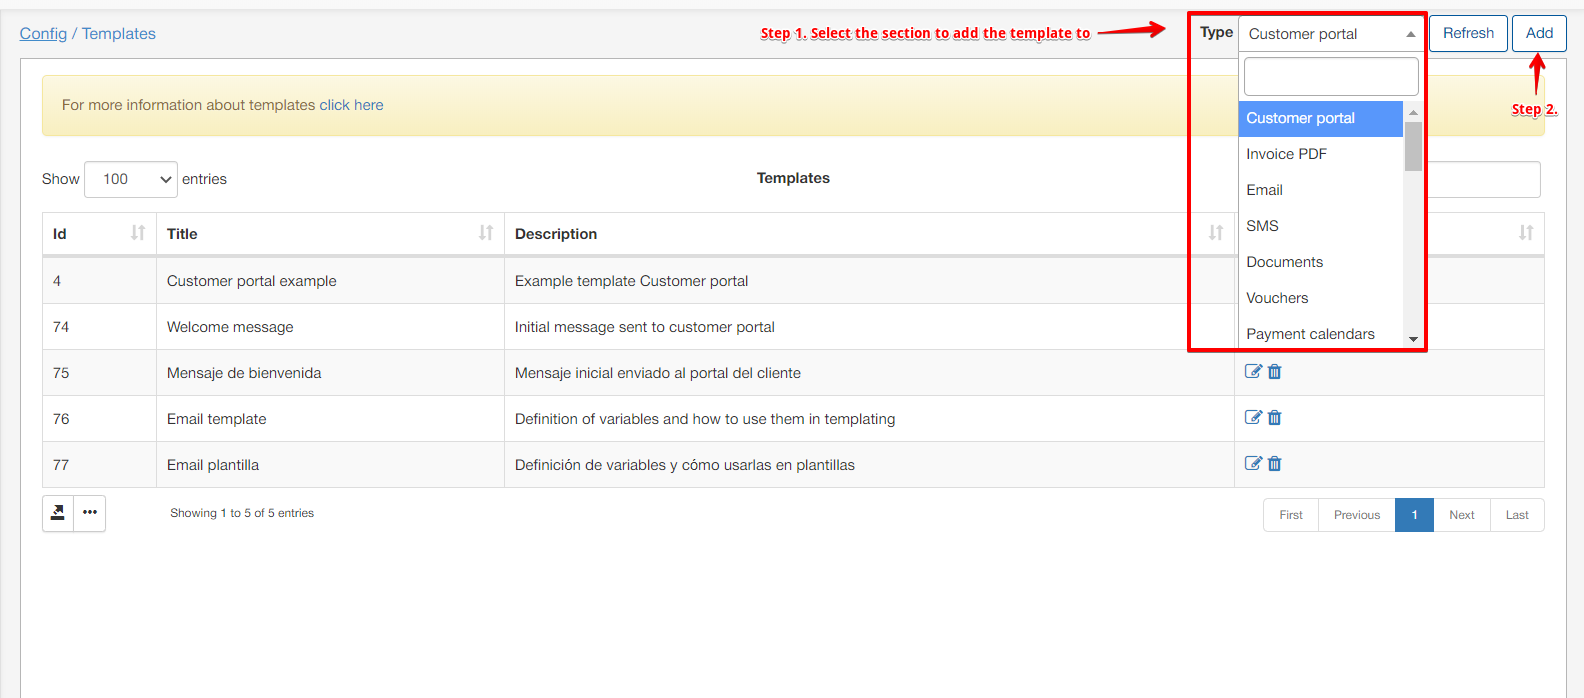 Config / Templates
Step 1. Select the section to add the template to
Type
Customer portal
Refresh
Add
Step 2.
For more information about templates click here
Customer portal
Invoice PDF
Email
SMS
Documents
Vouchers
Payment calendars
Show 100 entries
Templates
Id Title Description
4 Customer portal example Example template Customer portal
74 Welcome message Initial message sent to customer portal
75 Mensaje de bienvenida Mensaje inicial enviado al portal del cliente
76 Email template Definition of variables and how to use them in templating
77 Email plantilla Definición de variables y cómo usarlas en plantillas
Showing 1 to 5 of 5 entries
First Previous 1 Next Last